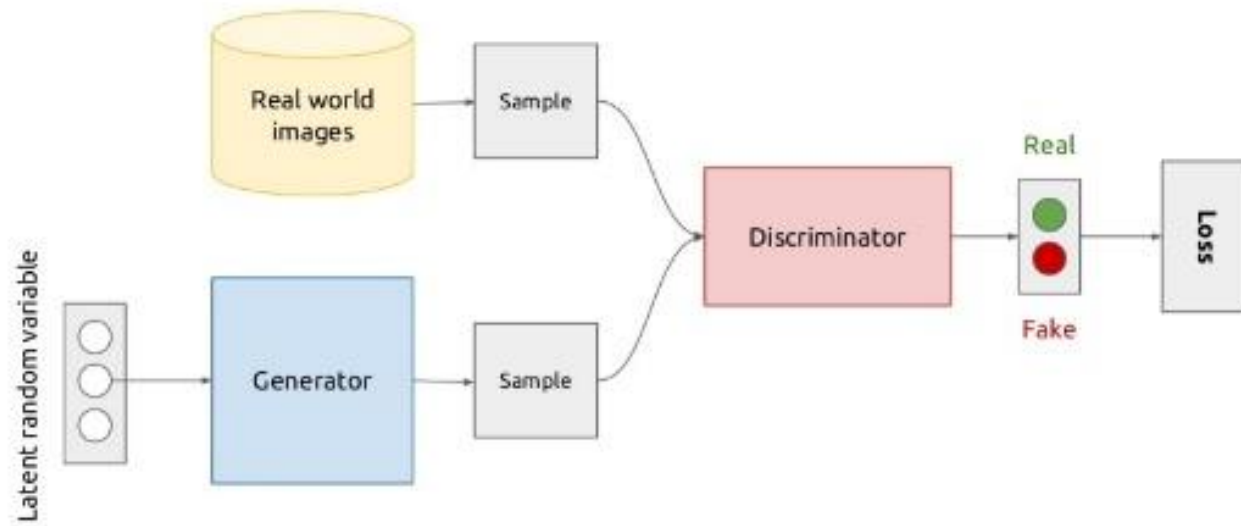 Real world
images
Sample
Real
Discriminator
Loss
Fake
Latent random variable
Generator
Sample